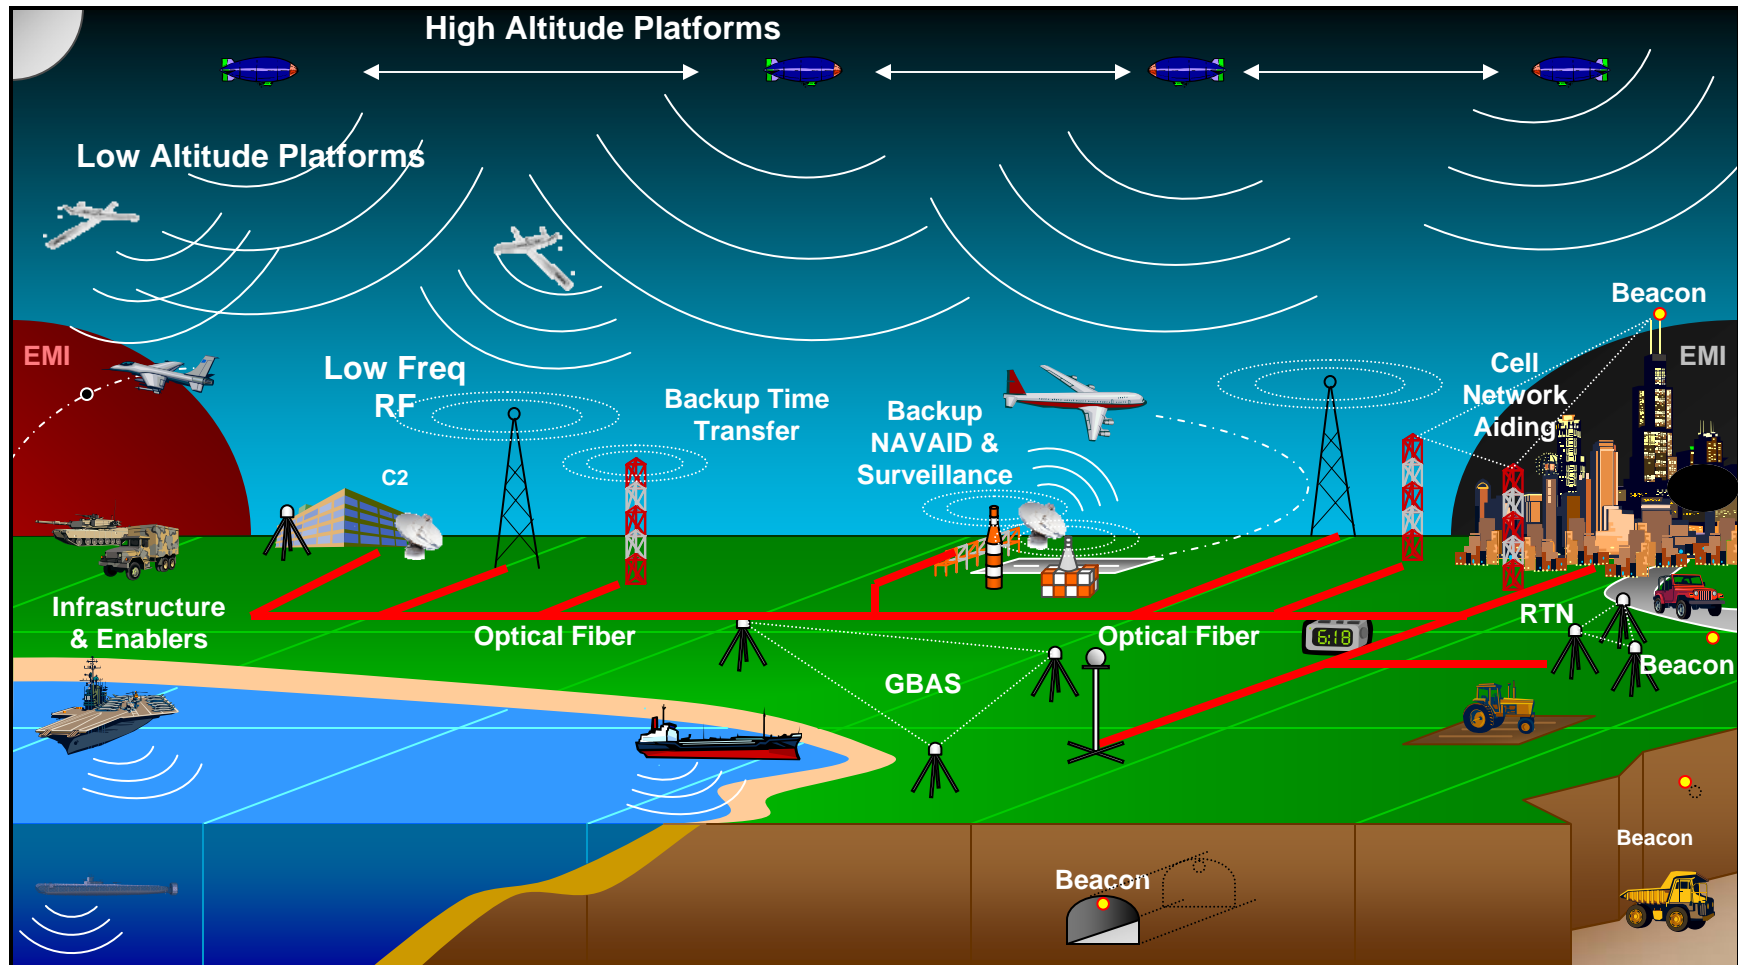 High Altitude Platforms
Low Altitude Platforms
Beacon
EMI
Low Freq
RF
Backup Time
Transfer
Backup
NAVAID &
Surveillance
Cell
Network
Aiding
EMI
C2
Infrastructure
& Enablers
Optical Fiber
Optical Fiber
6:18
RTN
Beacon
GBAS
Beacon
Beacon